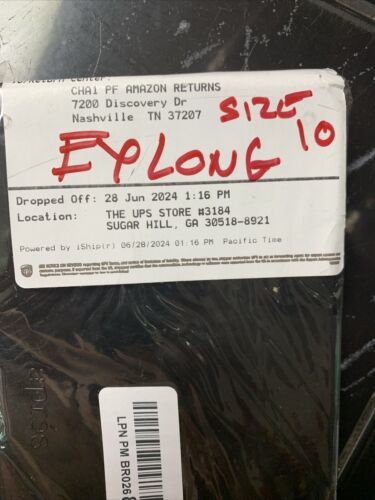 CHA1 PF AMAZON RETURNS
7200 Discovery Dr
Nashville TN 37207
SIZE
10
EYLONG
Dropped Off: 28 Jun 2024 1:16 PM
Location: THE UPS STORE #3184
SUGAR HILL, GA 30518-8921
Powered by iShip(r) 06/28/2024 01:16 PM Pacific Time
LPN PM BR026